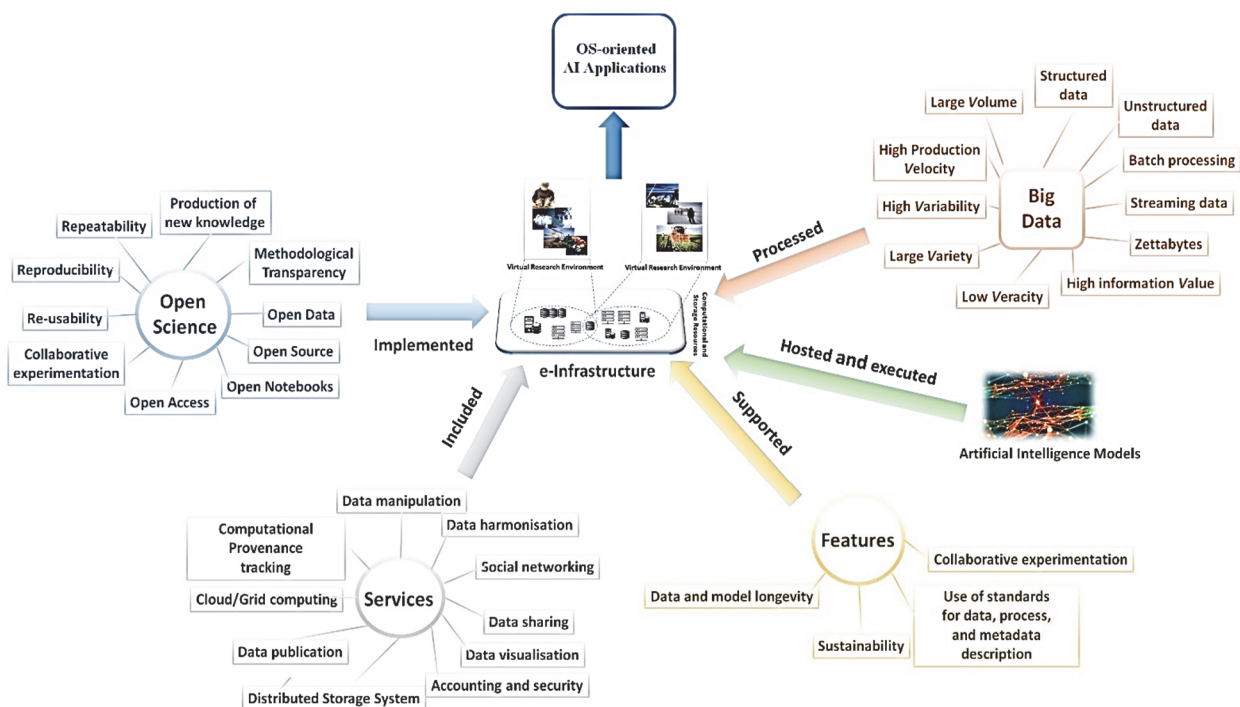 OS-oriented
AI Applications
Virtual Research Environment
Virtual Research Environment
Computational and
Storage Resources
e-Infrastructure
Implemented
Included
Supported
Hosted and executed
Processed
Open
Science
Production of
new knowledge
Repeatability
Methodological
Transparency
Reproducibility
Open Data
Re-usability
Open Source
Collaborative
experimentation
Open Notebooks
Open Access
Big
Data
Structured
data
Large Volume
Unstructured
data
High Production
Velocity
Batch processing
High Variability
Streaming data
Large Variety
Zettabytes
Low Veracity
High information Value
Artificial Intelligence Models
Services
Data manipulation
Computational
Provenance
tracking
Data harmonisation
Social networking
Cloud/Grid computing
Data sharing
Data publication
Data visualisation
Distributed Storage System
Accounting and security
Features
Collaborative experimentation
Data and model longevity
Use of standards
for data, process,
and metadata
description
Sustainability